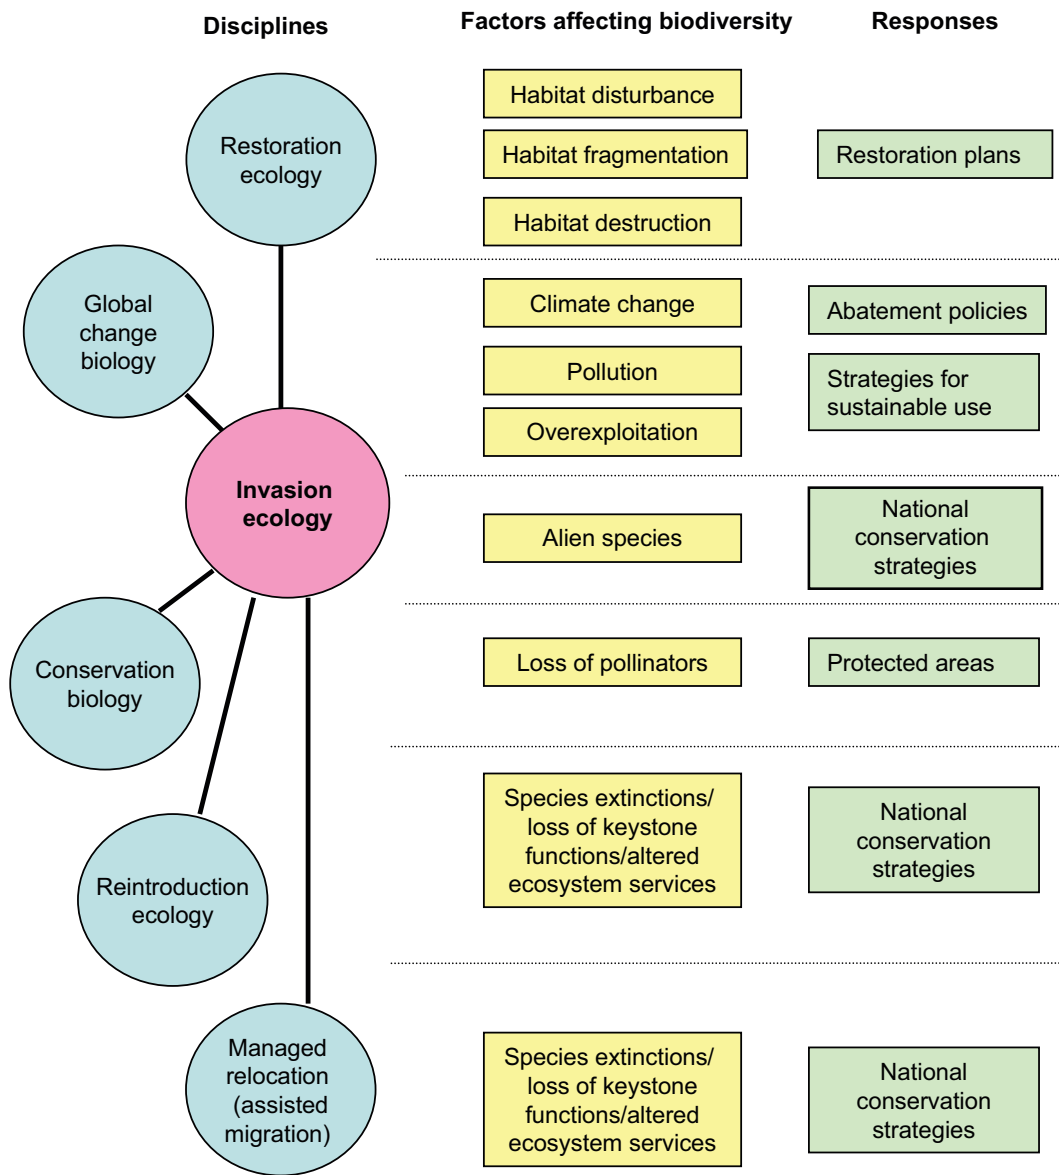 Disciplines
Factors affecting biodiversity
Responses
Restoration
ecology
Habitat disturbance
Habitat fragmentation
Habitat destruction
Restoration plans
Global
change
biology
Climate change
Pollution
Overexploitation
Abatement policies
Strategies for
sustainable use
Invasion
ecology
Alien species
National
conservation
strategies
Conservation
biology
Loss of pollinators
Protected areas
Reintroduction
ecology
Species extinctions/
loss of keystone
functions/altered
ecosystem services
National
conservation
strategies
Managed
relocation
(assisted
migration)
Species extinctions/
loss of keystone
functions/altered
ecosystem services
National
conservation
strategies